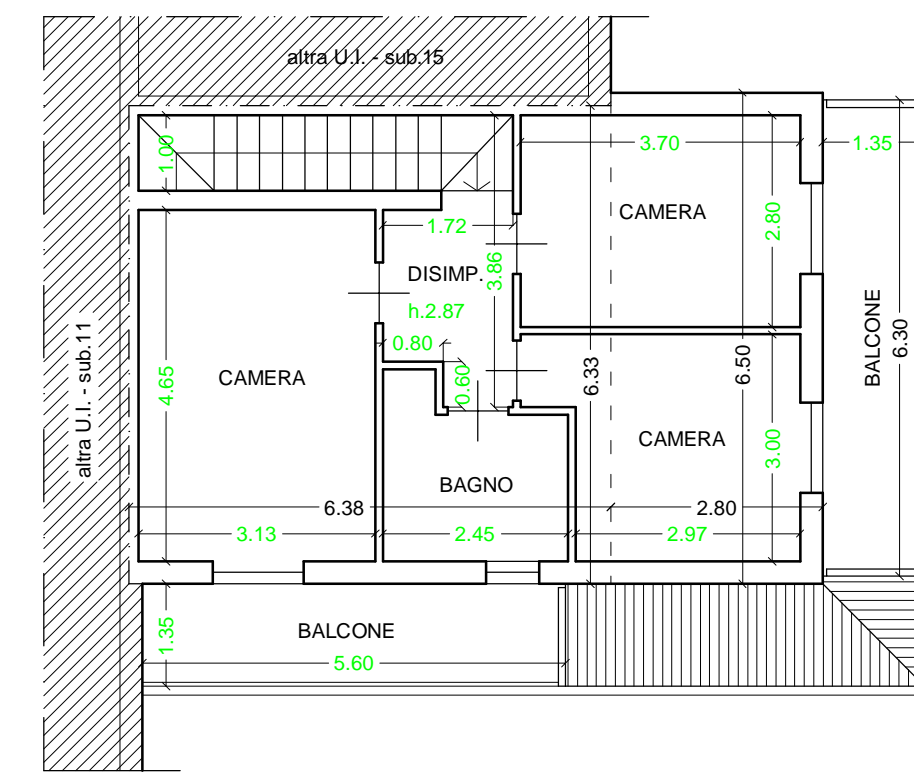 altra U.I. - sub.15
1.00
3.70
1.35
CAMERA
2.80
1.72
DISIMP.
3.86
h.2.87
0.80
0.60
BALCONE
6.30
altra U.I. - sub.11
4.65
CAMERA
6.33
6.50
CAMERA
3.00
BAGNO
6.38
2.80
3.13
2.45
2.97
1.35
BALCONE
5.60